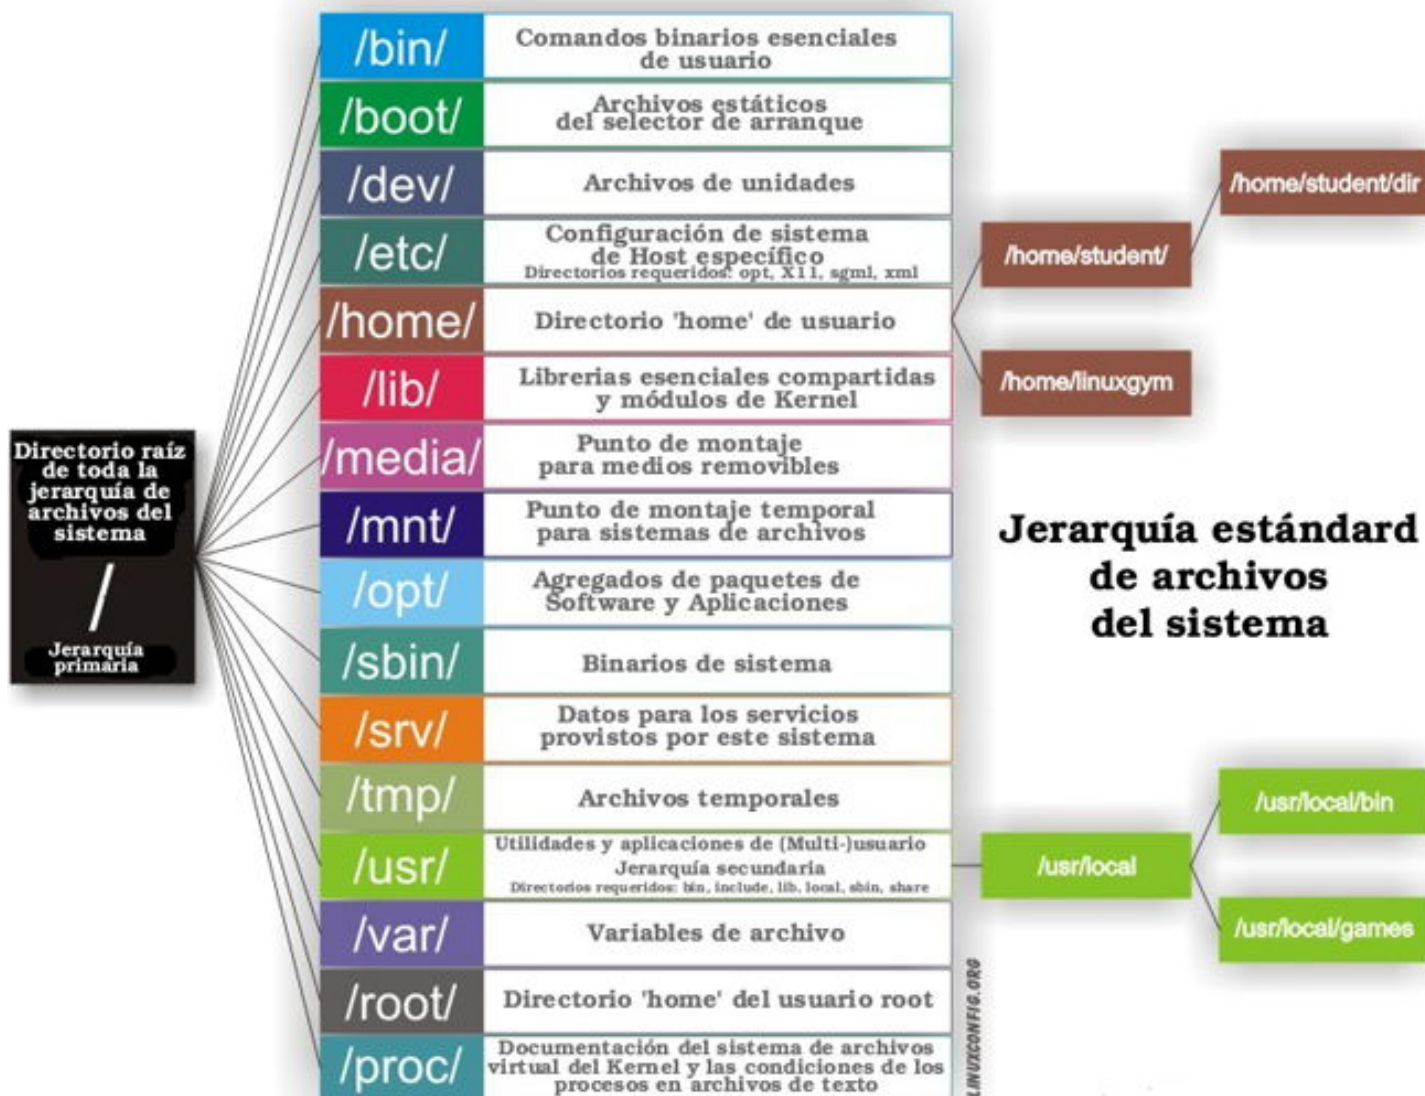 /bin/
Comandos binarios esenciales
de usuario
/boot/
Archivos estáticos
del selector de arranque
/dev/
Archivos de unidades
/etc/
Configuración de sistema
de Host específico
Directorios requeridos: opt, X11, sgml, xml
/home/
Directorio 'home' de usuario
/home/student/
/home/student/dir
/home/linuxgym
/lib/
Librerias esenciales compartidas
y módulos de Kernel
/media/
Punto de montaje
para medios removibles
/mnt/
Punto de montaje temporal
para sistemas de archivos
/opt/
Agregados de paquetes de
Software y Aplicaciones
/sbin/
Binarios de sistema
/srv/
Datos para los servicios
provistos por este sistema
/tmp/
Archivos temporales
/usr/
Utilidades y aplicaciones de (Multi-)usuario
Jerarquía secundaria
Directorios requeridos: bin, include, lib, local, sbin, share
/usr/local
/usr/local/bin
/usr/local/games
/var/
Variables de archivo
/root/
Directorio 'home' del usuario root
/proc/
Documentación del sistema de archivos
virtual del Kernel y las condiciones de los
procesos en archivos de texto
Directorio raíz
de toda la
jerarquía de
archivos del
sistema
/
Jerarquía
primaria
Jerarquía estándard
de archivos
del sistema
LINUXCONFIG.ORG